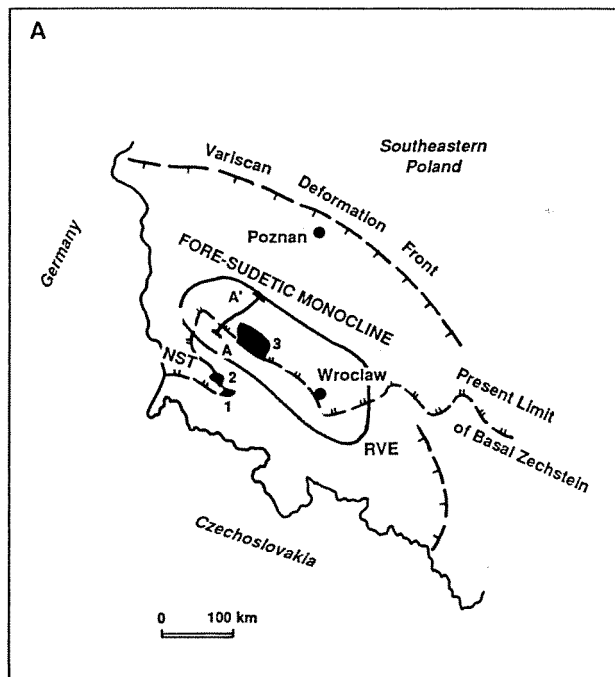 A
Southeastern
Poland
Variscan Deformation Front
Germany
Poznan
FORE-SUDETIC MONOCLINE
A'
3
A
NST
2
1
Wroclaw
Present Limit
of Basal Zechstein
RVE
Czechoslovakia
0 100 km